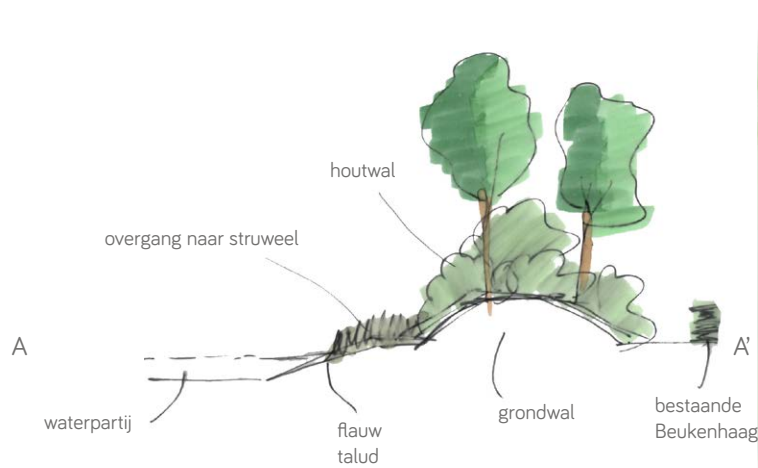 houtwal
overgang naar struweel
A
A'
waterpartij
flauw
talud
grondwal
bestaande
Beukenhaag